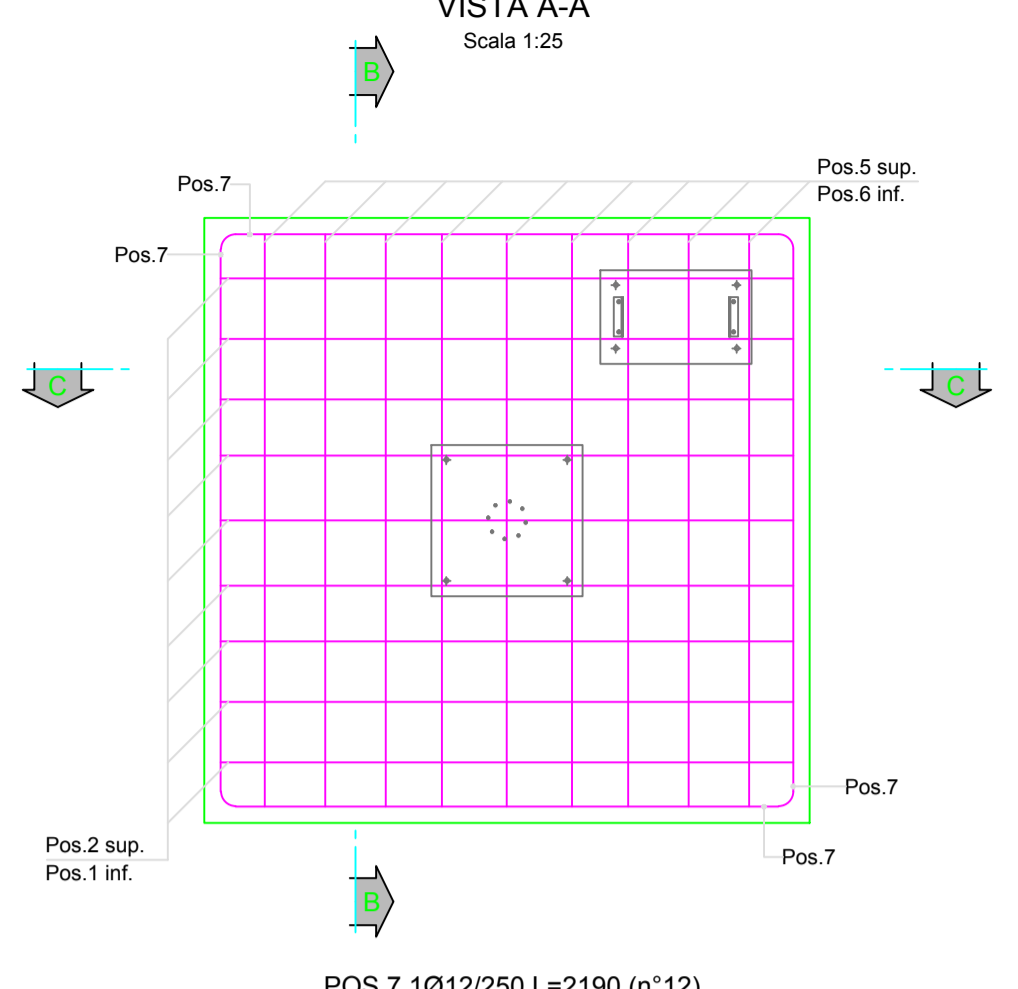 VISTA A-A
Scala 1:25
B
Pos.5 sup.
Pos.6 inf.
Pos.7
Pos.7
C
C
Pos.7
Pos.2 sup.
Pos.1 inf.
Pos.7
B
POS.7 1Ø12/250 L=2190 (n°12)